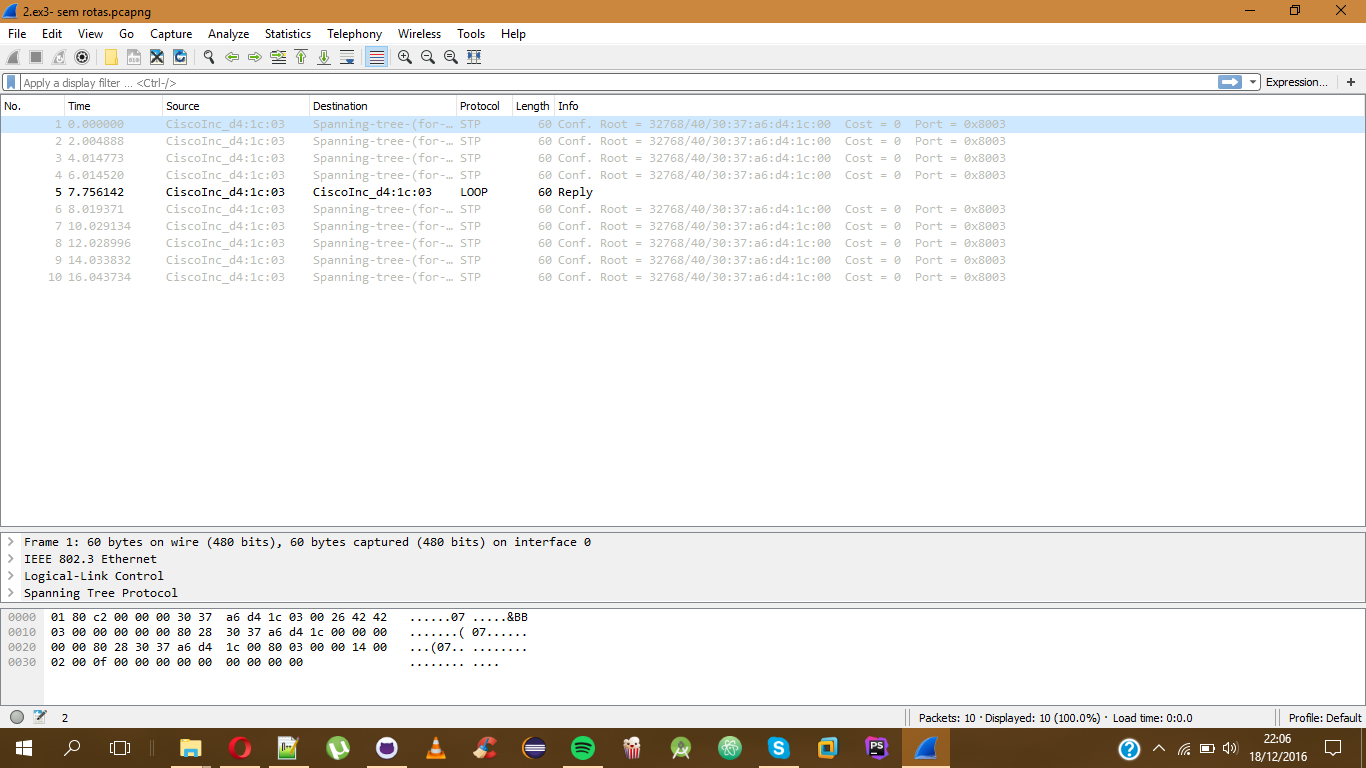 2.ex3- sem rotas.pcapng
File Edit View Go Capture Analyze Statistics Telephony Wireless Tools Help
Apply a display filter ... <Ctrl-/> Expression... +
No. Time Source Destination Protocol Length Info
1 0.000000 CiscoInc_d4:1c:03 Spanning-tree-(for-… STP 60 Conf. Root = 32768/40/30:37:a6:d4:1c:00 Cost = 0 Port = 0x8003
2 2.004888 CiscoInc_d4:1c:03 Spanning-tree-(for-… STP 60 Conf. Root = 32768/40/30:37:a6:d4:1c:00 Cost = 0 Port = 0x8003
3 4.014773 CiscoInc_d4:1c:03 Spanning-tree-(for-… STP 60 Conf. Root = 32768/40/30:37:a6:d4:1c:00 Cost = 0 Port = 0x8003
4 6.014520 CiscoInc_d4:1c:03 Spanning-tree-(for-… STP 60 Conf. Root = 32768/40/30:37:a6:d4:1c:00 Cost = 0 Port = 0x8003
5 7.756142 CiscoInc_d4:1c:03 CiscoInc_d4:1c:03 LOOP 60 Reply
6 8.019371 CiscoInc_d4:1c:03 Spanning-tree-(for-… STP 60 Conf. Root = 32768/40/30:37:a6:d4:1c:00 Cost = 0 Port = 0x8003
7 10.029134 CiscoInc_d4:1c:03 Spanning-tree-(for-… STP 60 Conf. Root = 32768/40/30:37:a6:d4:1c:00 Cost = 0 Port = 0x8003
8 12.028996 CiscoInc_d4:1c:03 Spanning-tree-(for-… STP 60 Conf. Root = 32768/40/30:37:a6:d4:1c:00 Cost = 0 Port = 0x8003
9 14.033832 CiscoInc_d4:1c:03 Spanning-tree-(for-… STP 60 Conf. Root = 32768/40/30:37:a6:d4:1c:00 Cost = 0 Port = 0x8003
10 16.043734 CiscoInc_d4:1c:03 Spanning-tree-(for-… STP 60 Conf. Root = 32768/40/30:37:a6:d4:1c:00 Cost = 0 Port = 0x8003
Frame 1: 60 bytes on wire (480 bits), 60 bytes captured (480 bits) on interface 0
IEEE 802.3 Ethernet
Logical-Link Control
Spanning Tree Protocol
0000 01 80 c2 00 00 00 30 37 a6 d4 1c 03 00 26 42 42 ......07 .....&BB
0010 03 00 00 00 00 00 80 28 30 37 a6 d4 1c 00 00 00 .......( 07......
0020 00 00 80 28 30 37 a6 d4 1c 00 80 03 00 00 14 00 ...(07.. ........
0030 02 00 0f 00 00 00 00 00 00 00 00 00 ........ ....
2 Packets: 10 · Displayed: 10 (100.0%) · Load time: 0:0.0 Profile: Default
PS
22:06
18/12/2016